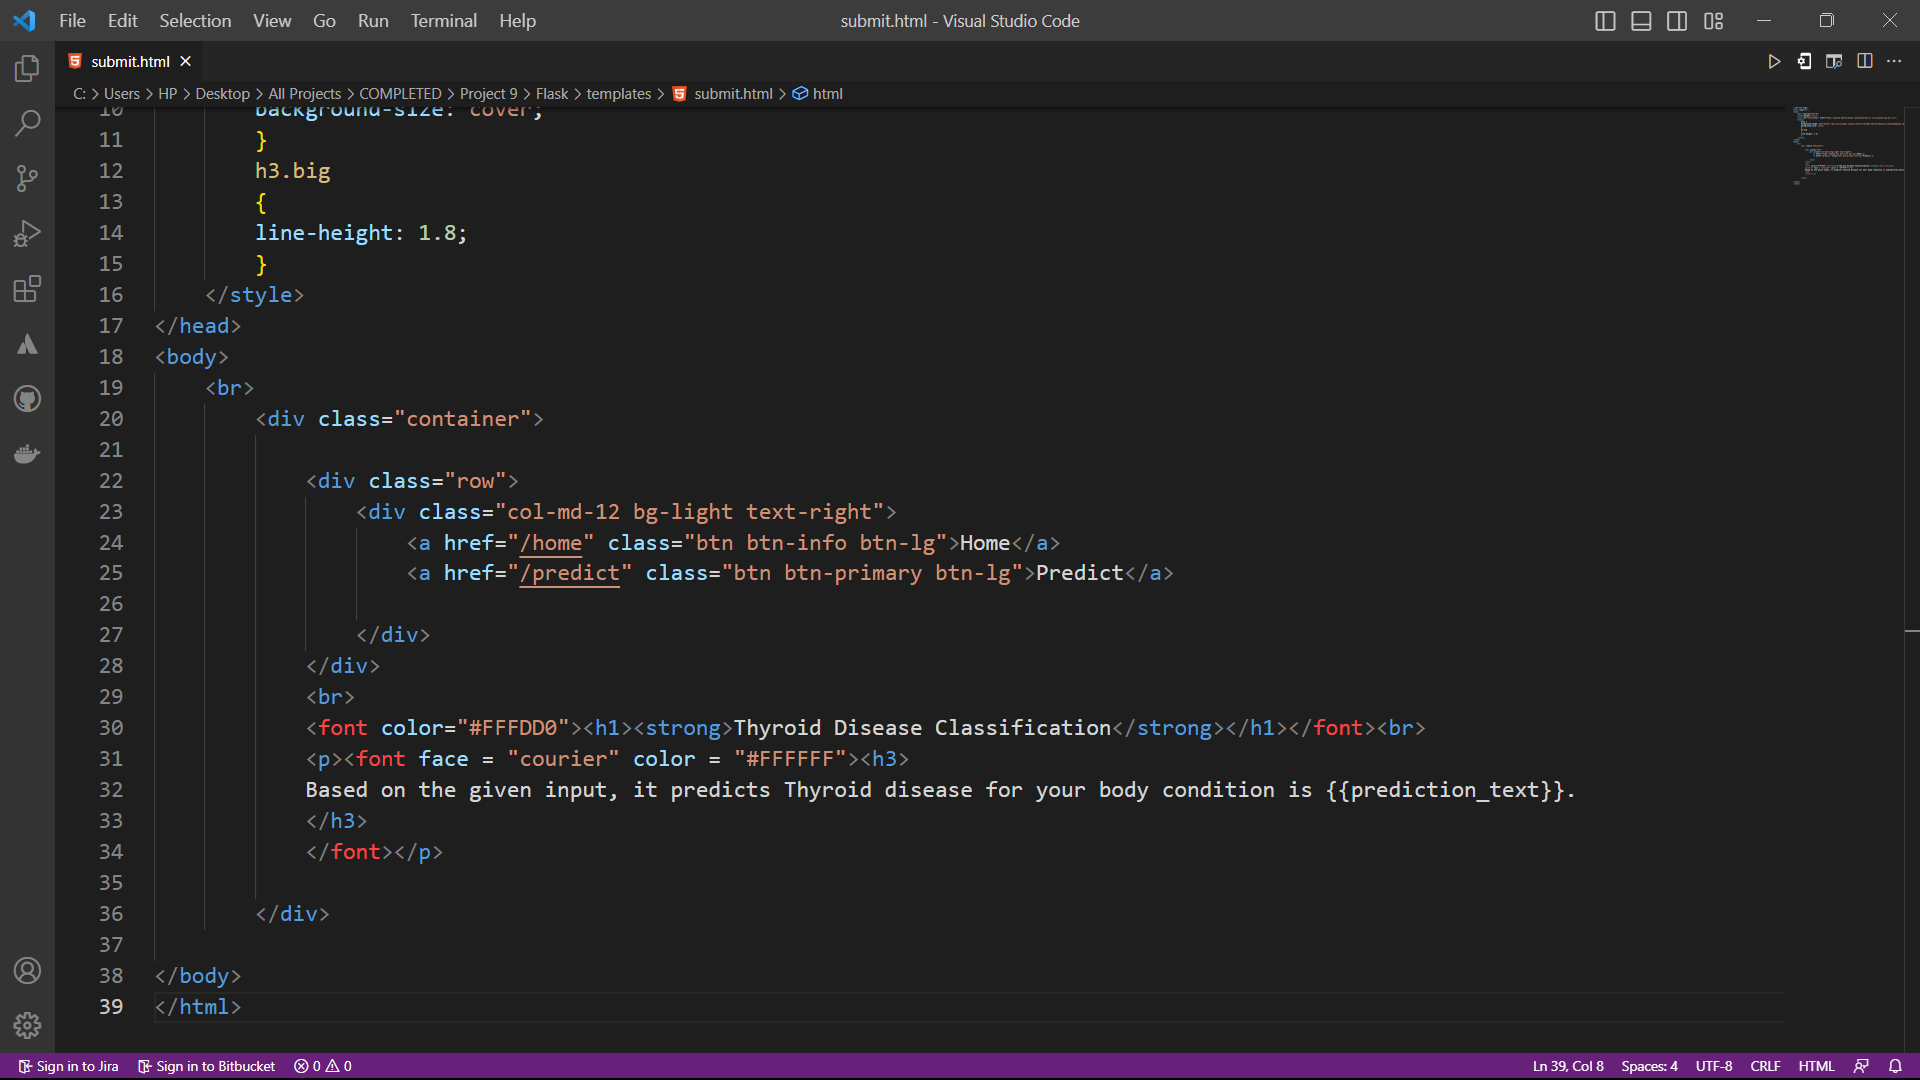 File Edit Selection View Go Run Terminal Help
submit.html - Visual Studio Code
submit.html
C: > Users > HP > Desktop > All Projects > COMPLETED > Project 9 > Flask > templates > submit.html > html
10 background-size: cover;
11 }
12 h3.big
13 {
14 line-height: 1.8;
15 }
16 </style>
17 </head>
18 <body>
19 <br>
20 <div class="container">
21
22 <div class="row">
23 <div class="col-md-12 bg-light text-right">
24 <a href="/home" class="btn btn-info btn-lg">Home</a>
25 <a href="/predict" class="btn btn-primary btn-lg">Predict</a>
26
27 </div>
28 </div>
29 <br>
30 <font color="#FFFDD0"><h1><strong>Thyroid Disease Classification</strong></h1></font><br>
31 <p><font face = "courier" color = "#FFFFFF"><h3>
32 Based on the given input, it predicts Thyroid disease for your body condition is {{prediction_text}}.
33 </h3>
34 </font></p>
35
36 </div>
37
38 </body>
39 </html>
Sign in to Jira Sign in to Bitbucket 0 0 Ln 39, Col 8 Spaces: 4 UTF-8 CRLF HTML